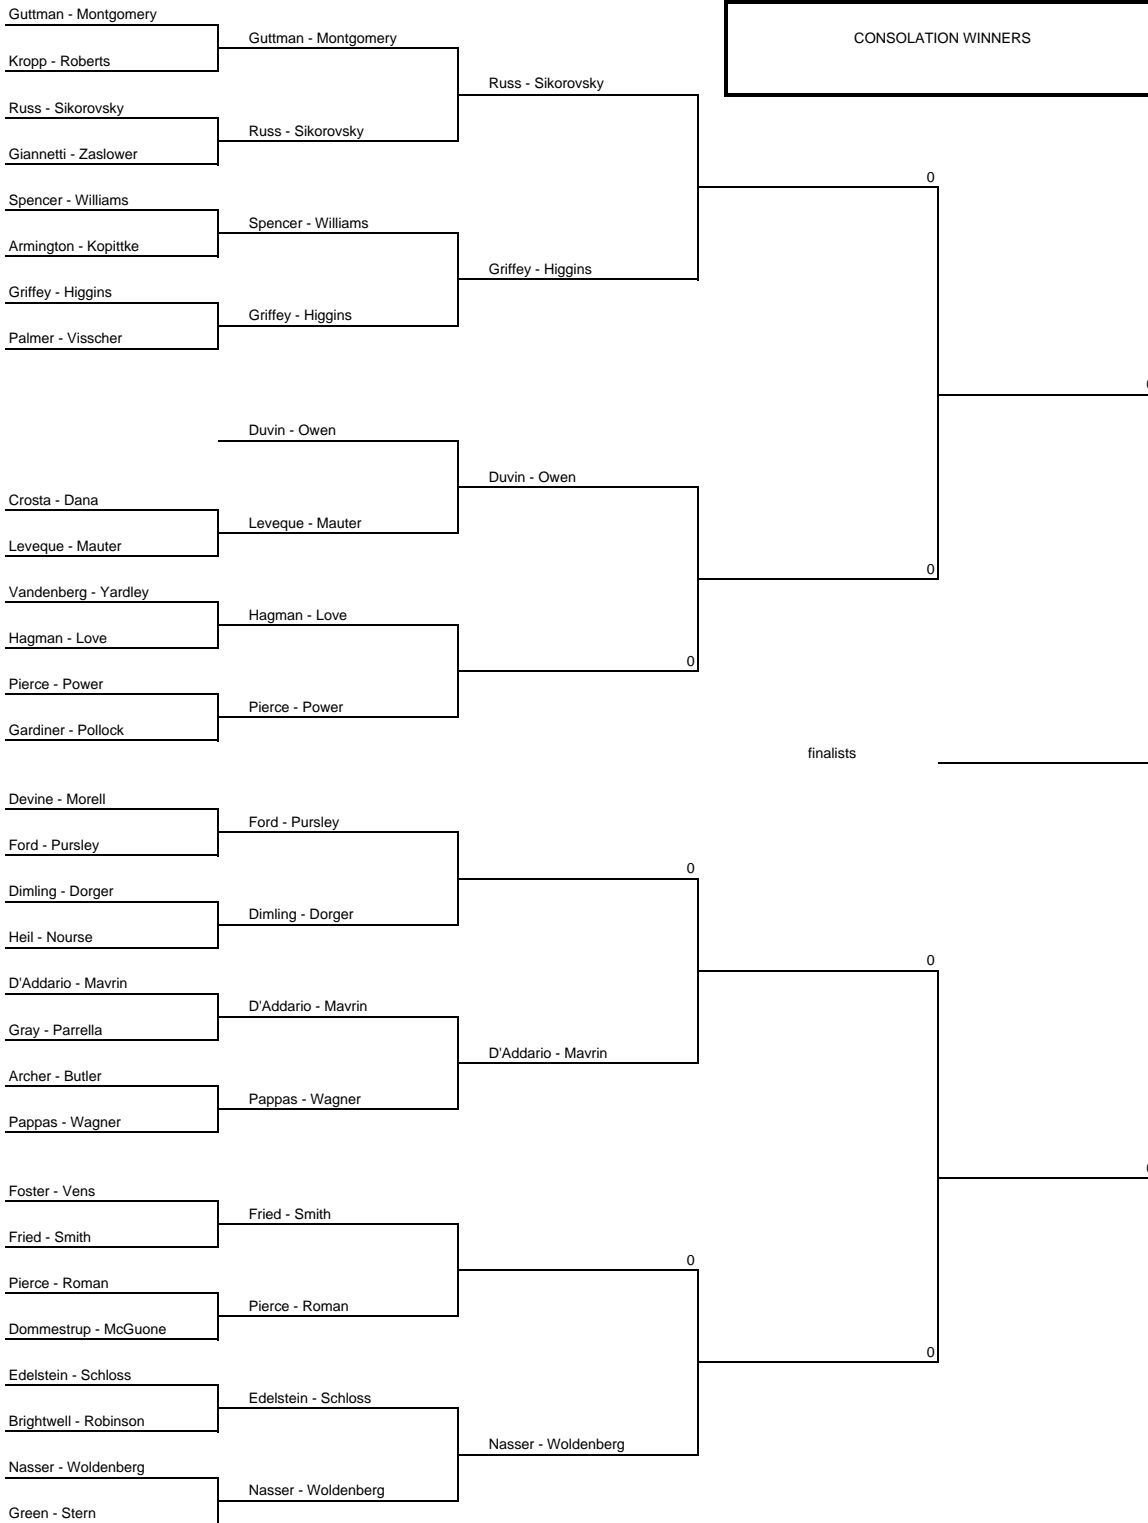 Guttman - Montgomery
CONSOLATION WINNERS
Guttman - Montgomery
Kropp - Roberts
Russ - Sikorovsky
Russ - Sikorovsky
Russ - Sikorovsky
Giannetti - Zaslower
0
Spencer - Williams
Spencer - Williams
Armington - Kopittke
Griffey - Higgins
Griffey - Higgins
Griffey - Higgins
Palmer - Visscher
Duvin - Owen
Duvin - Owen
Crosta - Dana
Leveque - Mauter
Leveque - Mauter
0
Vandenberg - Yardley
Hagman - Love
Hagman - Love
0
Pierce - Power
Pierce - Power
Gardiner - Pollock
finalists
Devine - Morell
Ford - Pursley
Ford - Pursley
0
Dimling - Dorger
Dimling - Dorger
Heil - Nourse
0
D'Addario - Mavrin
D'Addario - Mavrin
Gray - Parrella
D'Addario - Mavrin
Archer - Butler
Pappas - Wagner
Pappas - Wagner
Foster - Vens
Fried - Smith
Fried - Smith
0
Pierce - Roman
Pierce - Roman
Dommestrup - McGuone
0
Edelstein - Schloss
Edelstein - Schloss
Brightwell - Robinson
Nasser - Woldenberg
Nasser - Woldenberg
Nasser - Woldenberg
Green - Stern